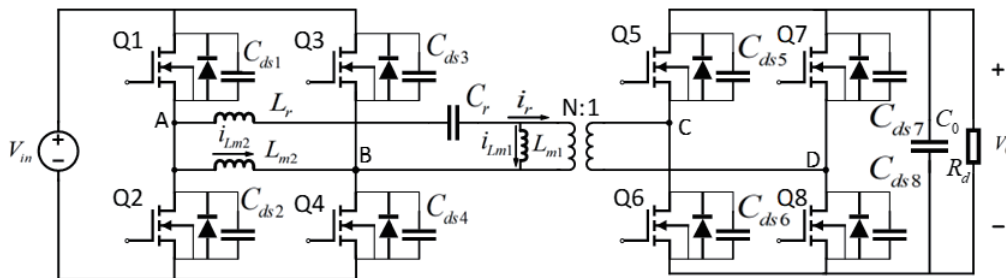 Q1
C_ds1
Q3
C_ds3
Q5
C_ds5
Q7
C_ds7
C_0
L_r
C_r
i_r
N:1
A
i_Lm2
L_m2
B
i_Lm1
L_m1
C
D
V_in
+
−
+
R_d
Q2
C_ds2
Q4
C_ds4
Q6
C_ds6
Q8
C_ds8
−